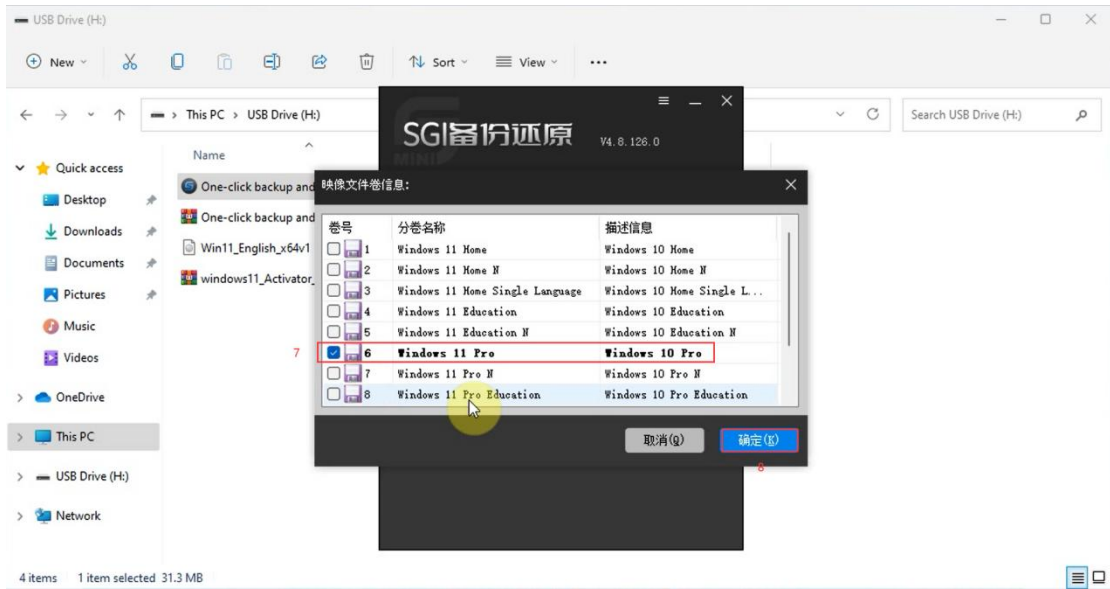 USB Drive (H:)
New
Sort
View
This PC > USB Drive (H:)
Search USB Drive (H:)
SGI备份还原 V4.8.126.0
MINI
Name
Quick access
Desktop
Downloads
Documents
Pictures
Music
Videos
OneDrive
This PC
USB Drive (H:)
Network
One-click backup and
One-click backup and
Win11_English_x64v1
windows11_Activator_
映像文件卷信息:
卷号 分卷名称 描述信息
1 Windows 11 Home Windows 10 Home
2 Windows 11 Home N Windows 10 Home N
3 Windows 11 Home Single Language Windows 10 Home Single L...
4 Windows 11 Education Windows 10 Education
5 Windows 11 Education N Windows 10 Education N
7
6 Windows 11 Pro Windows 10 Pro
7 Windows 11 Pro N Windows 10 Pro N
8 Windows 11 Pro Education Windows 10 Pro Education
取消(Q) 确定(K)
8
4 items 1 item selected 31.3 MB